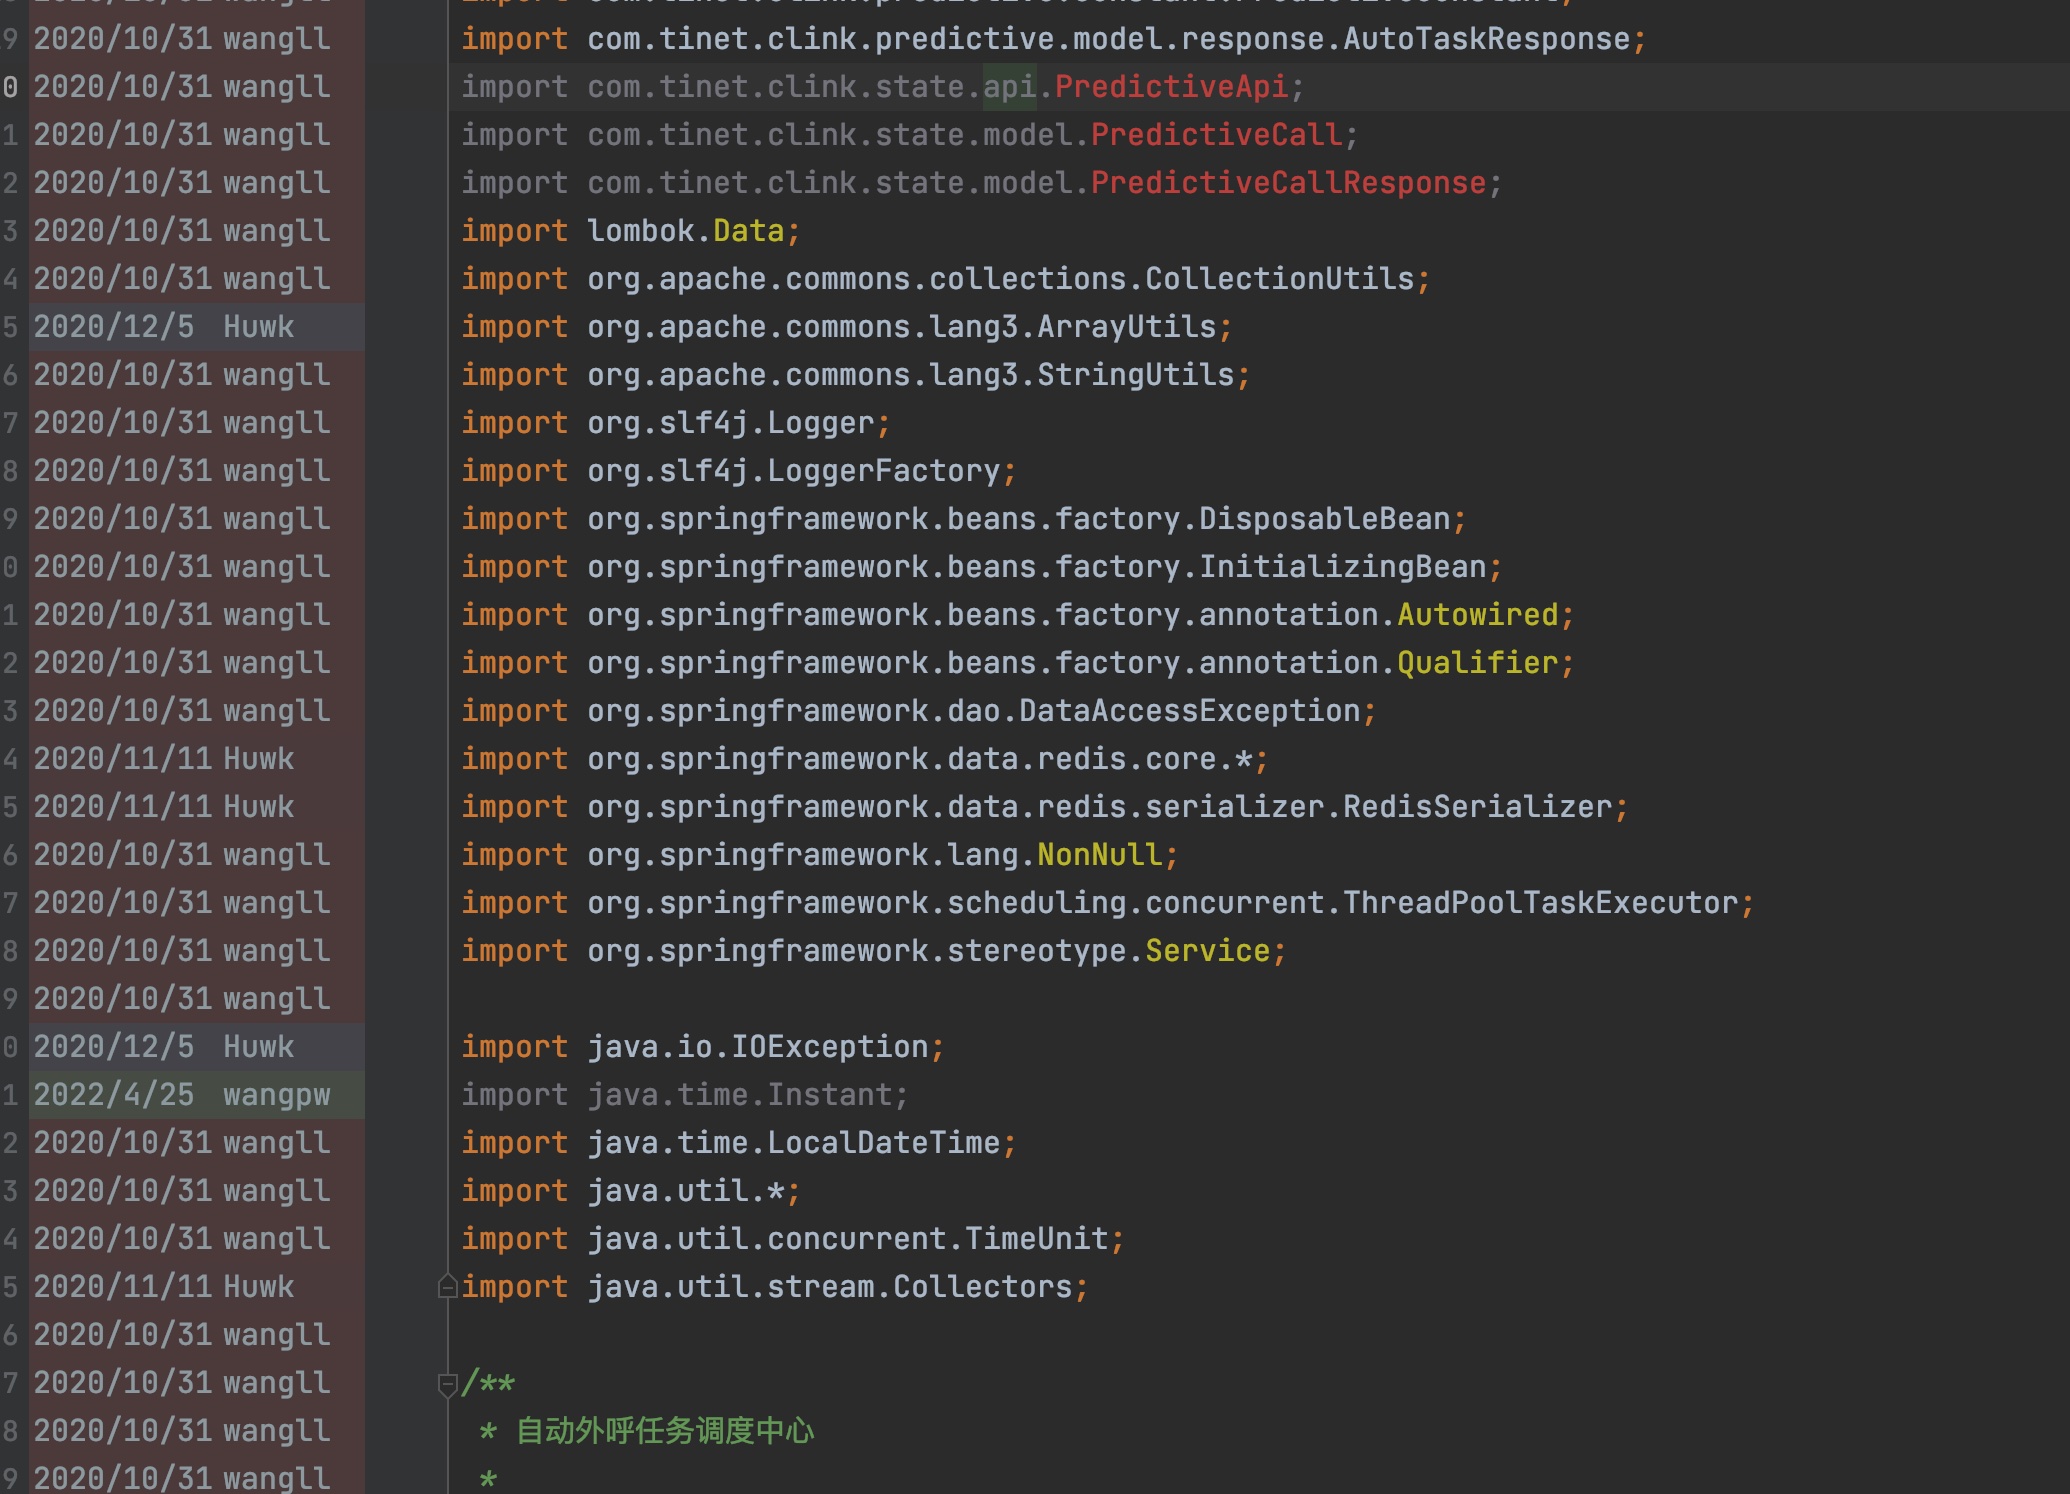 9 2020/10/31 wangll import com.tinet.clink.predictive.model.response.AutoTaskResponse;
0 2020/10/31 wangll import com.tinet.clink.state.api.PredictiveApi;
1 2020/10/31 wangll import com.tinet.clink.state.model.PredictiveCall;
2 2020/10/31 wangll import com.tinet.clink.state.model.PredictiveCallResponse;
3 2020/10/31 wangll import lombok.Data;
4 2020/10/31 wangll import org.apache.commons.collections.CollectionUtils;
5 2020/12/5 Huwk import org.apache.commons.lang3.ArrayUtils;
6 2020/10/31 wangll import org.apache.commons.lang3.StringUtils;
7 2020/10/31 wangll import org.slf4j.Logger;
8 2020/10/31 wangll import org.slf4j.LoggerFactory;
9 2020/10/31 wangll import org.springframework.beans.factory.DisposableBean;
0 2020/10/31 wangll import org.springframework.beans.factory.InitializingBean;
1 2020/10/31 wangll import org.springframework.beans.factory.annotation.Autowired;
2 2020/10/31 wangll import org.springframework.beans.factory.annotation.Qualifier;
3 2020/10/31 wangll import org.springframework.dao.DataAccessException;
4 2020/11/11 Huwk import org.springframework.data.redis.core.*;
5 2020/11/11 Huwk import org.springframework.data.redis.serializer.RedisSerializer;
6 2020/10/31 wangll import org.springframework.lang.NonNull;
7 2020/10/31 wangll import org.springframework.scheduling.concurrent.ThreadPoolTaskExecutor;
8 2020/10/31 wangll import org.springframework.stereotype.Service;
9 2020/10/31 wangll
0 2020/12/5 Huwk import java.io.IOException;
1 2022/4/25 wangpw import java.time.Instant;
2 2020/10/31 wangll import java.time.LocalDateTime;
3 2020/10/31 wangll import java.util.*;
4 2020/10/31 wangll import java.util.concurrent.TimeUnit;
5 2020/11/11 Huwk import java.util.stream.Collectors;
6 2020/10/31 wangll
7 2020/10/31 wangll /**
8 2020/10/31 wangll * 自动外呼任务调度中心
9 2020/10/31 wangll *